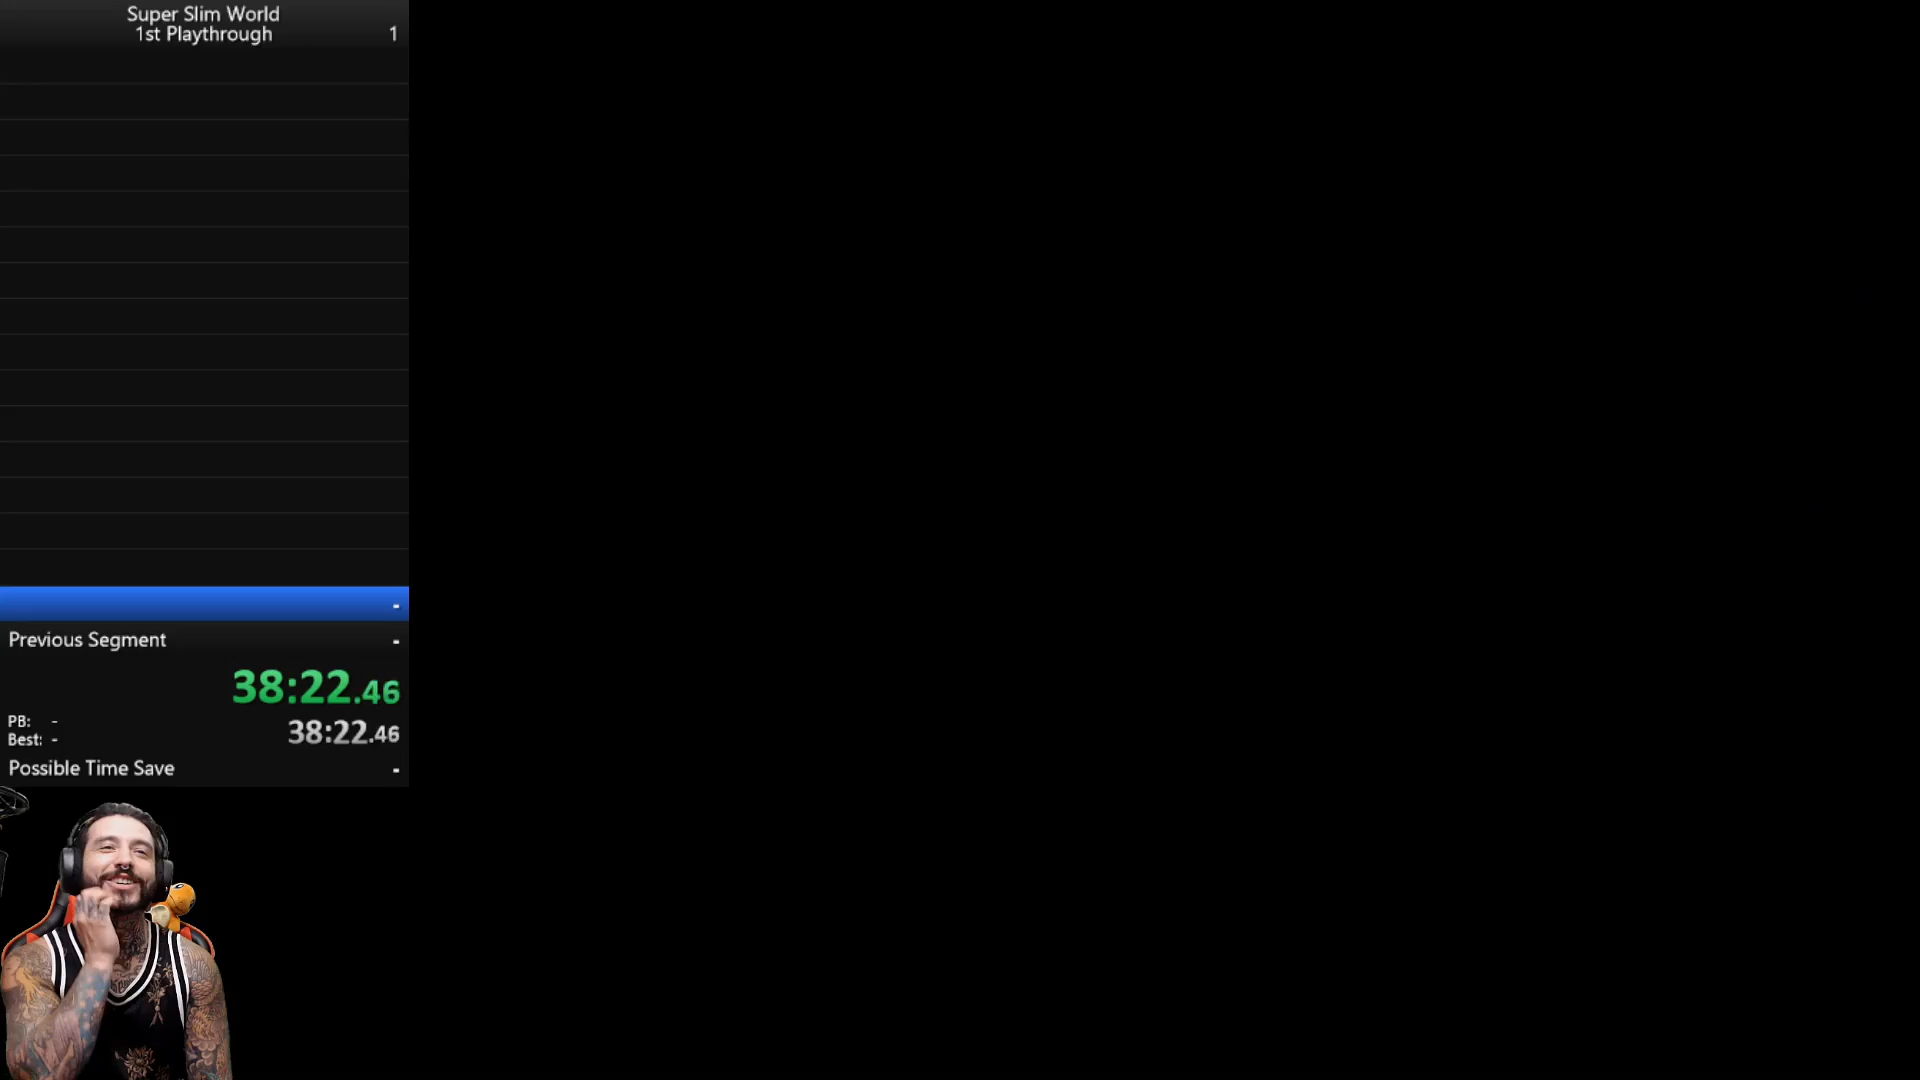 Super Slim World
1st Playthrough 1
-
Previous Segment -
38:22.46
PB: -
38:22.46
Best: -
Possible Time Save -